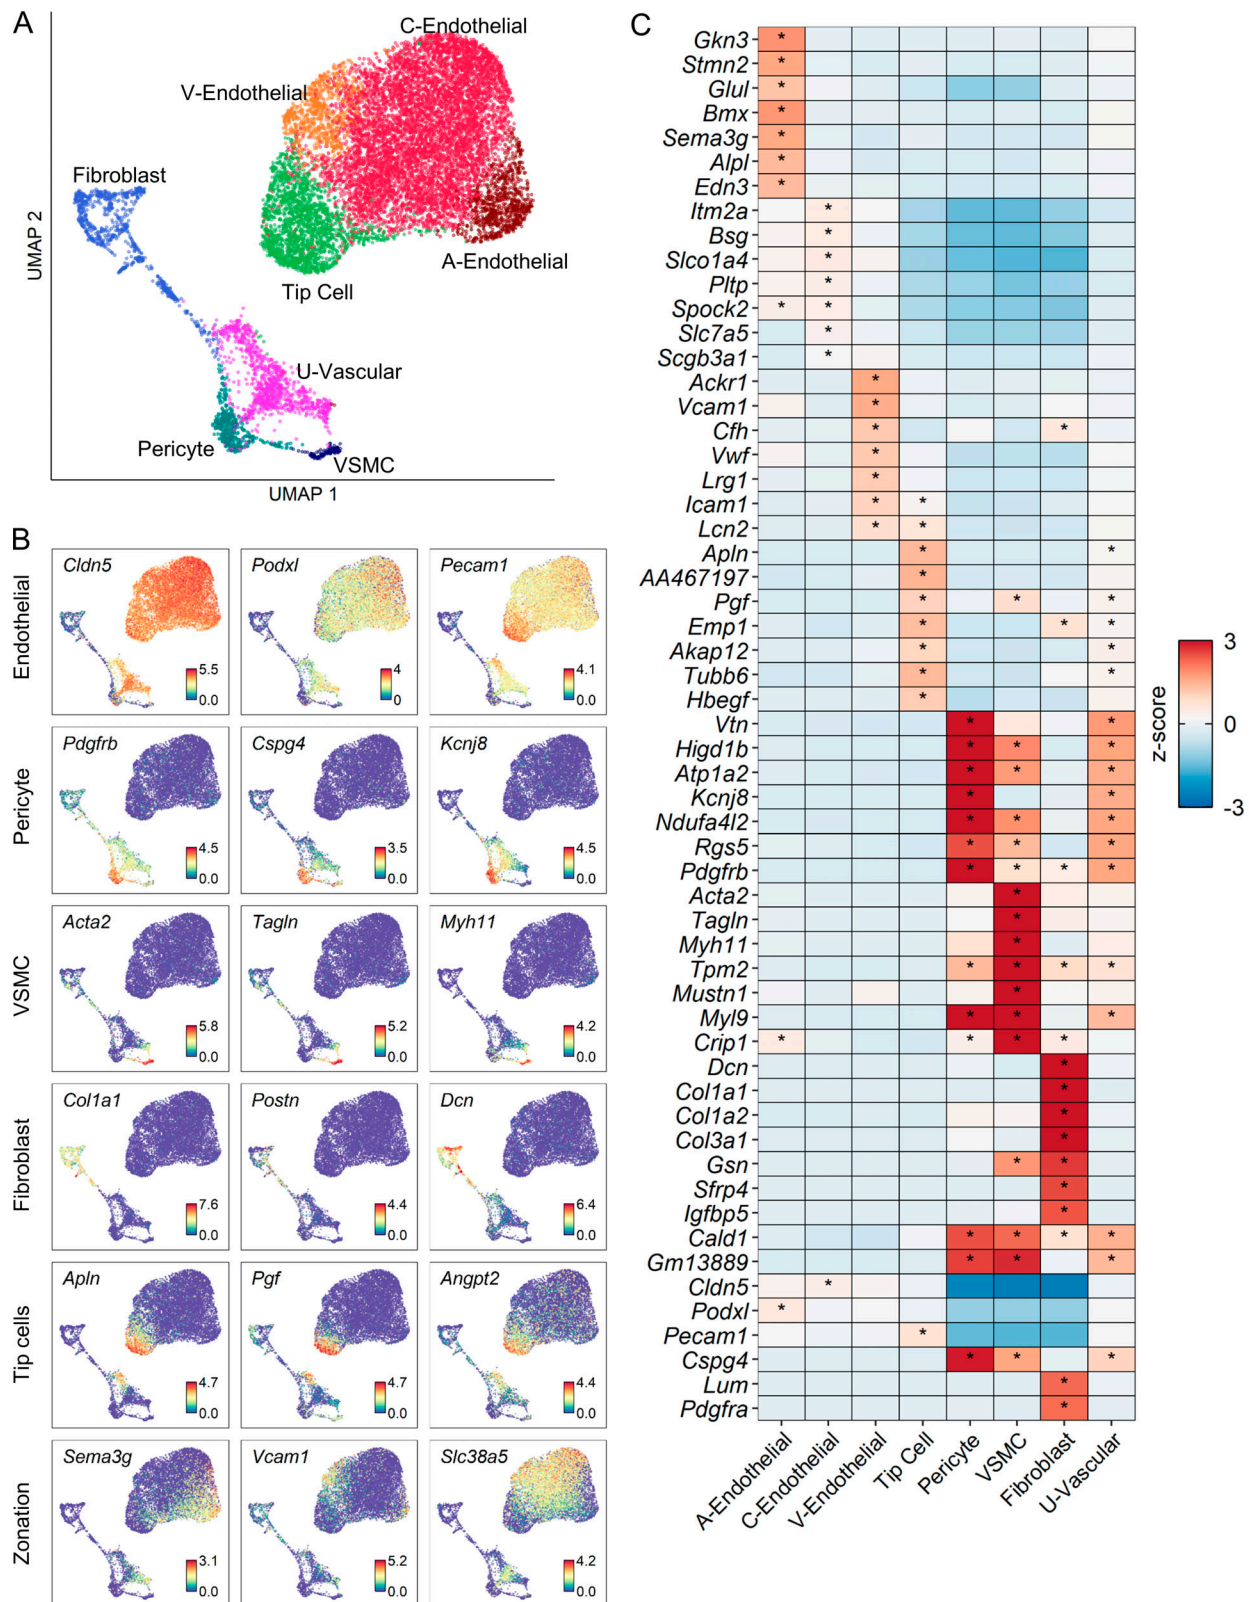 A
C-Endothelial
V-Endothelial
Fibroblast
A-Endothelial
Tip Cell
U-Vascular
Pericyte
VSMC
UMAP 2
UMAP 1
B
Endothelial
Cldn5
5.5
0.0
Podxl
4
0
Pecam1
4.1
0.0
Pericyte
Pdgfrb
4.5
0.0
Cspg4
3.5
0.0
Kcnj8
4.5
0.0
VSMC
Acta2
5.8
0.0
Tagln
5.2
0.0
Myh11
4.2
0.0
Fibroblast
Col1a1
7.6
0.0
Postn
4.4
0.0
Dcn
6.4
0.0
Tip cells
Apln
4.7
0.0
Pgf
4.7
0.0
Angpt2
4.4
0.0
Zonation
Sema3g
3.1
0.0
Vcam1
5.2
0.0
Slc38a5
4.2
0.0
C
Gkn3 *
Stmn2 *
Glul *
Bmx *
Sema3g *
Alpl *
Edn3 *
Itm2a *
Bsg *
Slco1a4 *
Pltp *
Spock2 * *
Slc7a5 *
Scgb3a1 *
Ackr1 *
Vcam1 *
Cfh * *
Vwf *
Lrg1 *
Icam1 * *
Lcn2 * *
Apln * *
AA467197 *
Pgf * * *
Emp1 * * *
Akap12 * *
Tubb6 * *
Hbegf *
Vtn * *
Higd1b * * *
Atp1a2 * * *
Kcnj8 * *
Ndufa4l2 * * *
Rgs5 * * *
Pdgfrb * * * *
Acta2 *
Tagln *
Myh11 *
Tpm2 * * * *
Mustn1 *
Myl9 * * *
Crip1 * * * *
Dcn *
Col1a1 *
Col1a2 *
Col3a1 *
Gsn * *
Sfrp4 *
Igfbp5 *
Cald1 * * * *
Gm13889 * * *
Cldn5 *
Podxl *
Pecam1 *
Cspg4 * * *
Lum *
Pdgfra *
A-Endothelial
C-Endothelial
V-Endothelial
Tip Cell
Pericyte
VSMC
Fibroblast
U-Vascular
z-score
3
0
-3